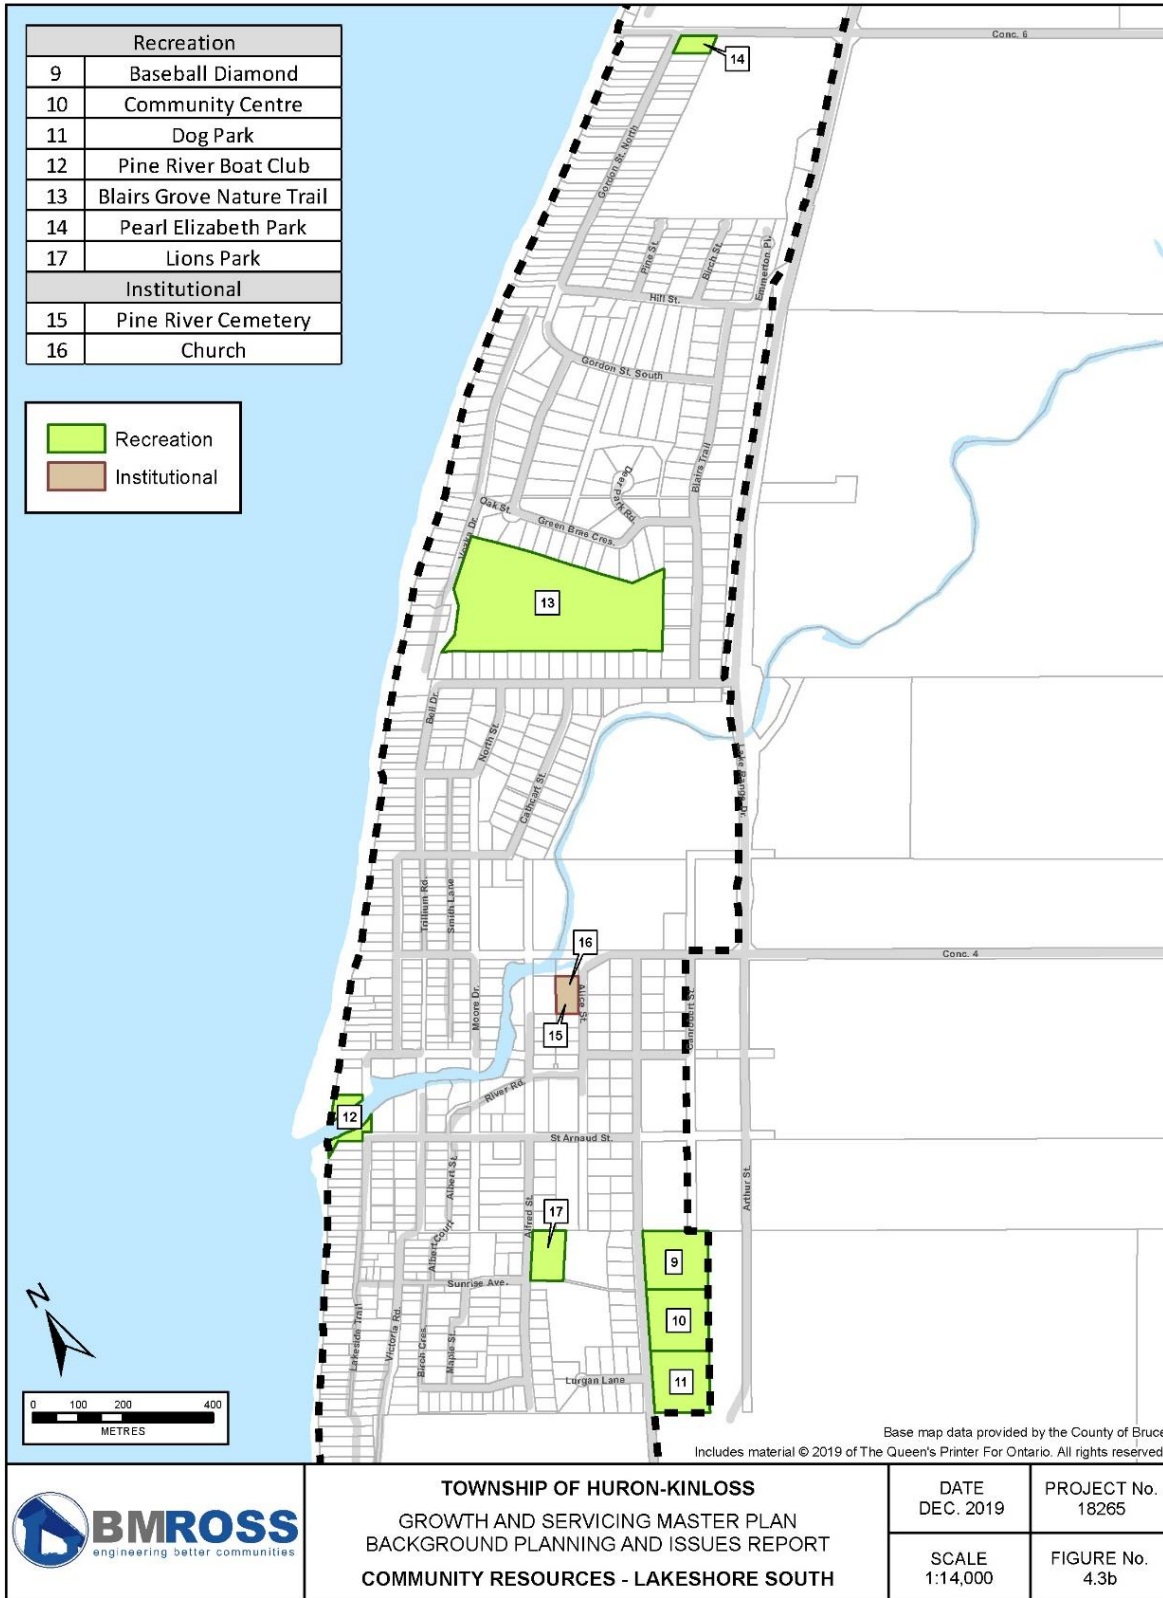 Recreation
9 Baseball Diamond
10 Community Centre
11 Dog Park
12 Pine River Boat Club
13 Blairs Grove Nature Trail
14 Pearl Elizabeth Park
17 Lions Park
Institutional
15 Pine River Cemetery
16 Church
Recreation
Institutional
Conc. 6
14
Gordon St. North
Pine St.
Birch St.
Emmerton Pl.
Hill St.
Gordon St. South
Blairs Trail
Deer Park Rd.
Oak St.
Green Brae Cres.
13
Bell Dr.
North St.
Cathcart St.
Lake Range Dr.
Trillium Rd.
Smith Lane
16
Conc. 4
Moore Dr.
Alice St.
Canrobert St.
15
River Rd.
12
St Arnaud St.
Albert St.
Arthur St.
Alfred St.
17
Albert Court
9
Sunrise Ave.
Lakeside Trail
Victoria Rd.
Birch Cres.
Maple St.
10
Lurgan Lane
11
N
0 100 200 400
METRES
Base map data provided by the County of Bruce
Includes material © 2019 of The Queen's Printer For Ontario. All rights reserved
BMROSS
engineering better communities
TOWNSHIP OF HURON-KINLOSS
GROWTH AND SERVICING MASTER PLAN
BACKGROUND PLANNING AND ISSUES REPORT
COMMUNITY RESOURCES - LAKESHORE SOUTH
DATE
DEC. 2019
PROJECT No.
18265
SCALE
1:14,000
FIGURE No.
4.3b